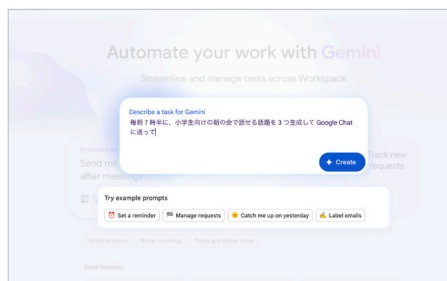 Automate your work with Gemini
Streamline and manage tasks across Workspace
Describe a task for Gemini
毎朝 7 時半に、小学生向けの朝の会で話せる話題を 3 つ生成して Google Chat
に送って
Create
Send me
after meetings
Track new
requests
Try example prompts
Set a reminder
Manage requests
Catch me up on yesterday
Label emails
Email boosters
Better meetings
Tasks and action items
Email boosters